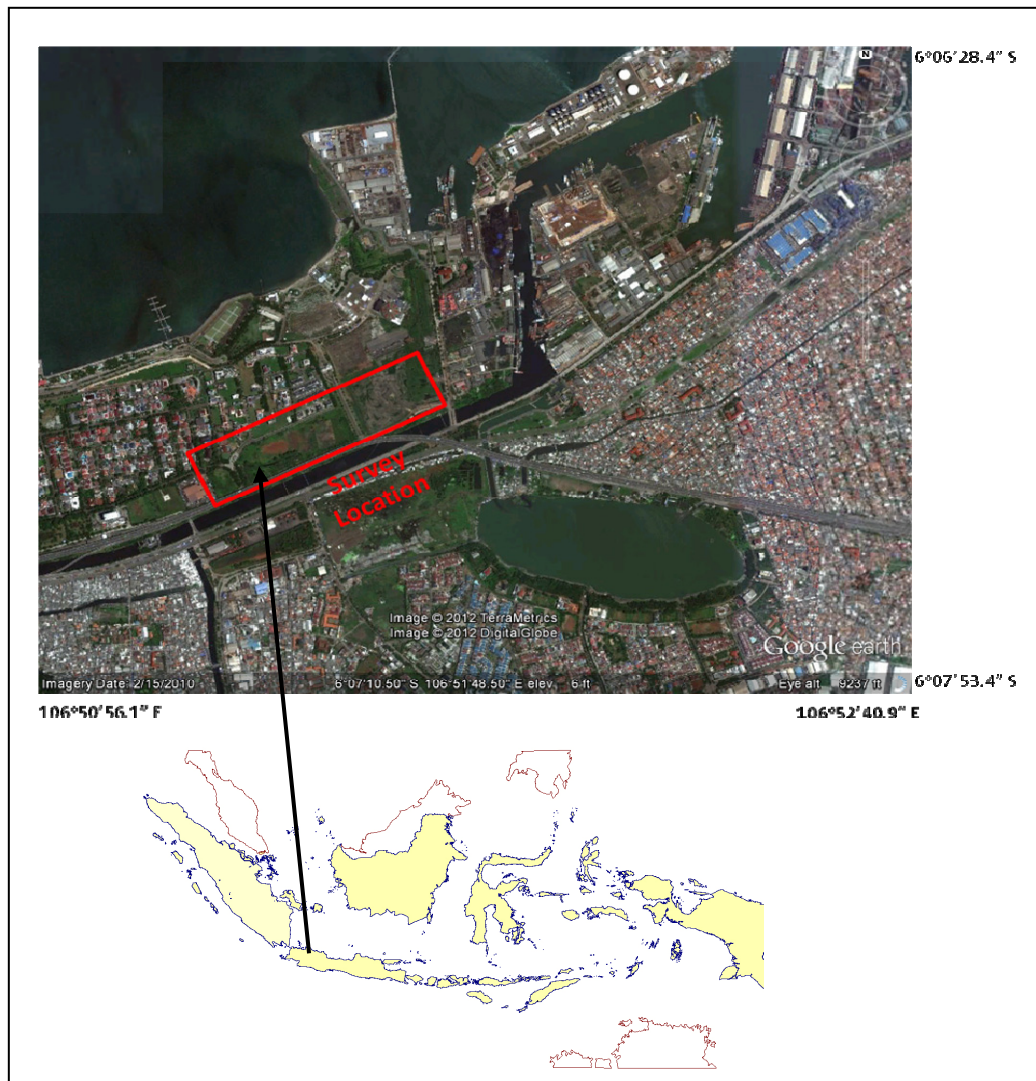 N
6°06'28.4" S
Survey
Location
Image © 2012 TerraMetrics
Image © 2012 DigitalGlobe
Google earth
Imagery Date: 2/15/2010
6°07'10.50" S 106°51'48.50" E elev 6 ft
Eye alt 9237 ft
6°07'53.4" S
106°50'56.1" E
106°52'40.9" E